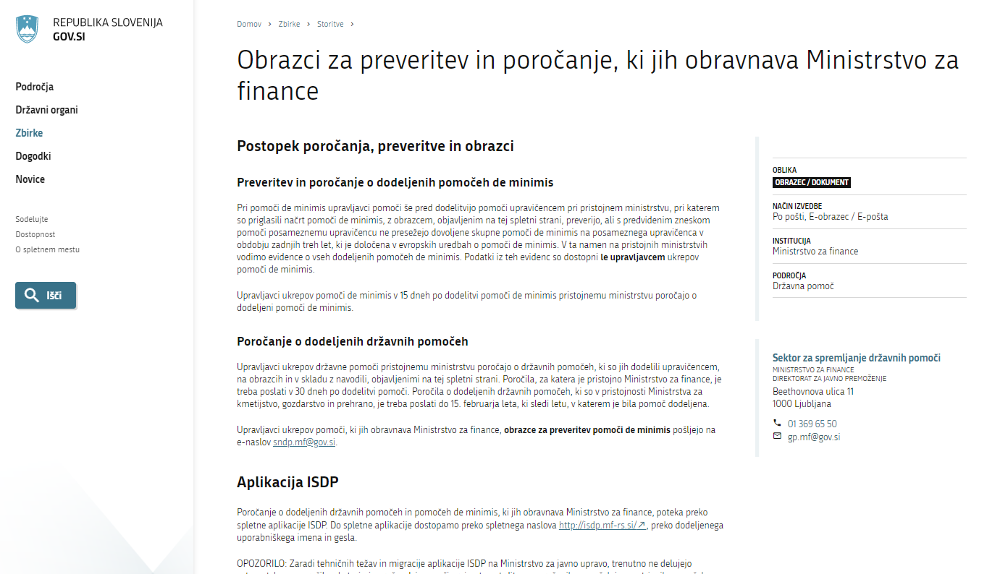 REPUBLIKA SLOVENIJA
GOV.SI
Področja
Državni organi
Zbirke
Dogodki
Novice
Sodelujte
Dostopnost
O spletnem mestu
Išči
Domov > Zbirke > Storitve >
Obrazci za preveritev in poročanje, ki jih obravnava Ministrstvo za
finance
Postopek poročanja, preveritve in obrazci
Preveritev in poročanje o dodeljenih pomočeh de minimis
Pri pomoči de minimis upravljavci pomoči še pred dodelitvijo pomoči upravičencem pri pristojnem ministrstvu, pri katerem
so priglasili načrt pomoči de minimis, z obrazcem, objavljenim na tej spletni strani, preverijo, ali s predvidenim zneskom
pomoči posameznemu upravičencu ne presežejo dovoljene skupne pomoči de minimis na posameznega upravičenca v
obdobju zadnjih treh let, ki je določena v evropskih uredbah o pomoči de minimis. V ta namen na pristojnih ministrstvih
vodimo evidence o vseh dodeljenih pomočeh de minimis. Podatki iz teh evidenc so dostopni le upravljavcem ukrepov
pomoči de minimis.
Upravljavci ukrepov pomoči de minimis v 15 dneh po dodelitvi pomoči de minimis pristojnemu ministrstvu poročajo o
dodeljeni pomoči de minimis.
Poročanje o dodeljenih državnih pomočeh
Upravljavci ukrepov državne pomoči pristojnemu ministrstvu poročajo o državnih pomočeh, ki so jih dodelili upravičencem,
na obrazcih in v skladu z navodili, objavljenimi na tej spletni strani. Poročila, za katera je pristojno Ministrstvo za finance, je
treba poslati v 30 dneh po dodelitvi pomoči. Poročila o dodeljenih državnih pomočeh, ki so v pristojnosti Ministrstva za
kmetijstvo, gozdarstvo in prehrano, je treba poslati do 15. februarja leta, ki sledi letu, v katerem je bila pomoč dodeljena.
Upravljavci ukrepov pomoči, ki jih obravnava Ministrstvo za finance, obrazce za preveritev pomoči de minimis pošljejo na
e-naslov sndp.mf@gov.si.
Aplikacija ISDP
Poročanje o dodeljenih državnih pomočeh in pomočeh de minimis, ki jih obravnava Ministrstvo za finance, poteka preko
spletne aplikacije ISDP. Do spletne aplikacije dostopamo preko spletnega naslova http://isdp.mf-rs.si/↗, preko dodeljenega
uporabniškega imena in gesla.
OPOZORILO: Zaradi tehničnih težav in migracije aplikacije ISDP na Ministrstvo za javno upravo, trenutno ne delujejo
OBLIKA
OBRAZEC / DOKUMENT
NAČIN IZVEDBE
Po pošti, E-obrazec / E-pošta
INSTITUCIJA
Ministrstvo za finance
PODROČJA
Državna pomoč
Sektor za spremljanje državnih pomoči
MINISTRSTVO ZA FINANCE
DIREKTORAT ZA JAVNO PREMOŽENJE
Beethovnova ulica 11
1000 Ljubljana
01 369 65 50
gp.mf@gov.si